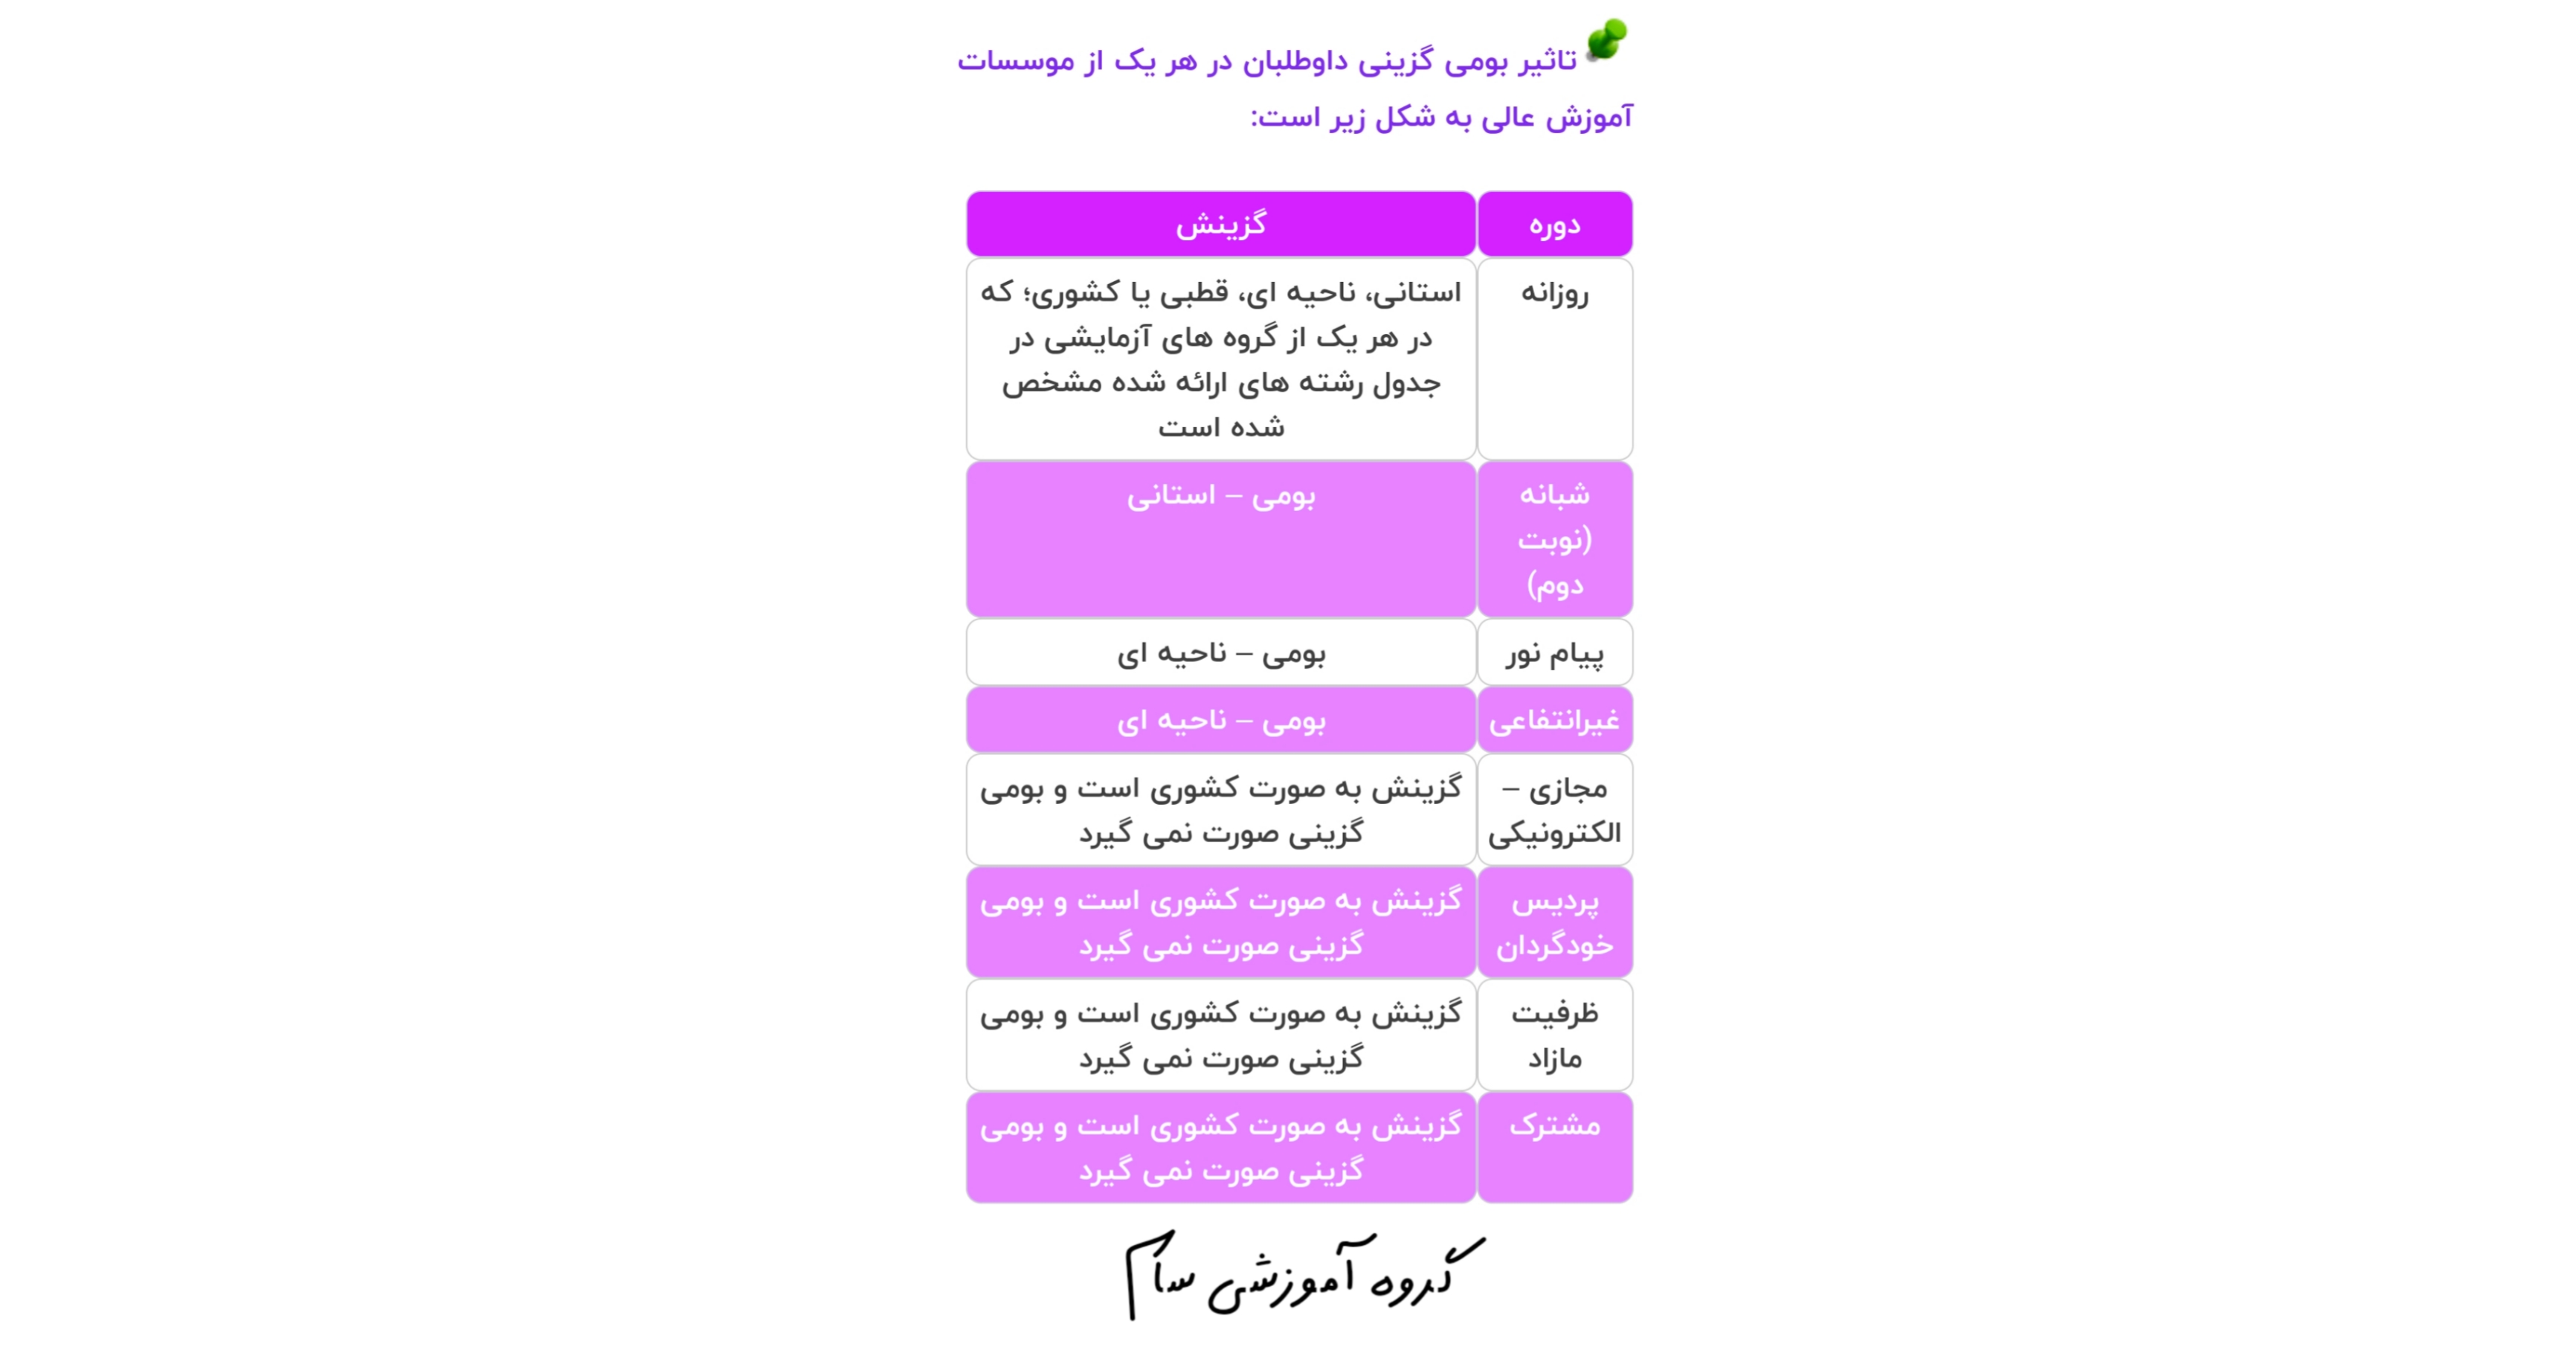 تاثیر بومی گزینی داوطلبان در هر یک از موسسات
آموزش عالی به شکل زیر است:
دوره
گزینش
روزانه
استانی، ناحیه ای، قطبی یا کشوری؛ که
در هر یک از گروه های آزمایشی در
جدول رشته های ارائه شده مشخص
شده است
شبانه
(نوبت
دوم)
بومی – استانی
پیام نور
بومی – ناحیه ای
غیرانتفاعی
بومی – ناحیه ای
مجازی –
الکترونیکی
گزینش به صورت کشوری است و بومی
گزینی صورت نمی گیرد
پردیس
خودگردان
گزینش به صورت کشوری است و بومی
گزینی صورت نمی گیرد
ظرفیت
مازاد
گزینش به صورت کشوری است و بومی
گزینی صورت نمی گیرد
مشترک
گزینش به صورت کشوری است و بومی
گزینی صورت نمی گیرد
گروه آموزشی سام